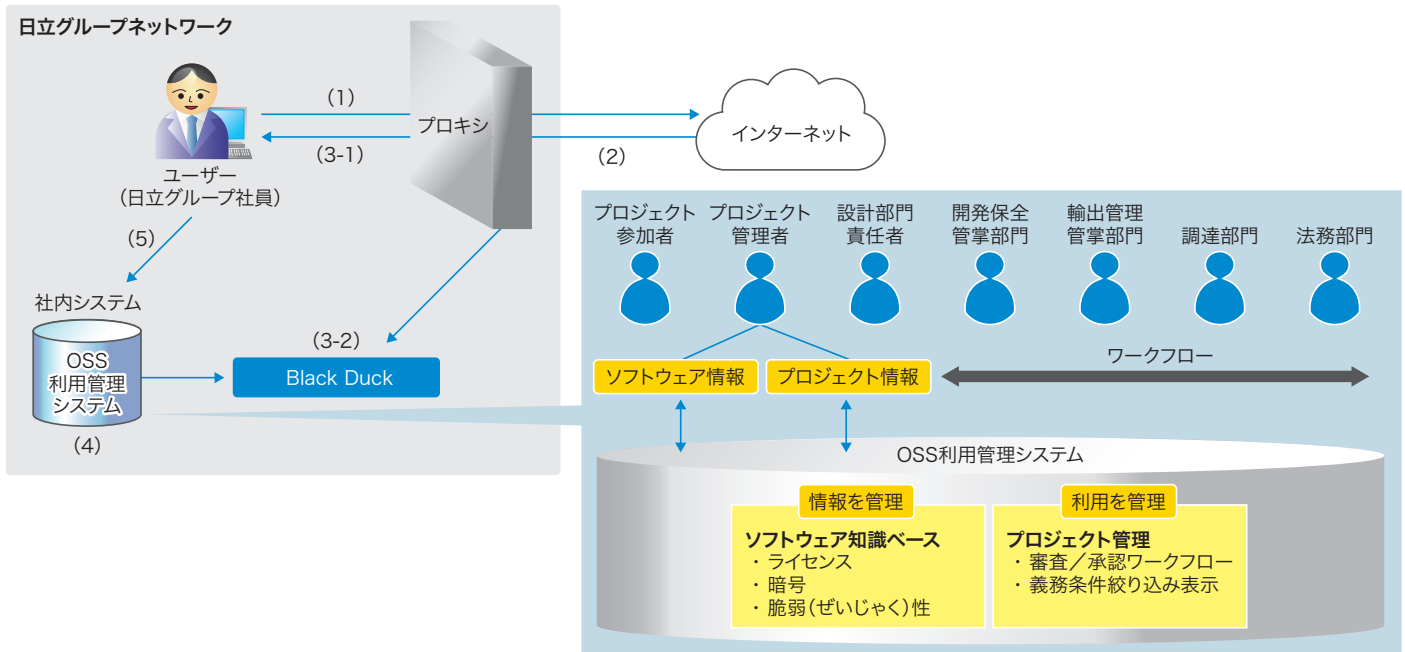 日立グループネットワーク
(1)
プロキシ
(3-1)
(2)
インターネット
ユーザー
(日立グループ社員)
(5)
社内システム
OSS
利用管理
システム
(4)
(3-2)
Black Duck
プロジェクト
参加者
プロジェクト
管理者
設計部門
責任者
開発保全
管掌部門
輸出管理
管掌部門
調達部門
法務部門
ソフトウェア情報
プロジェクト情報
ワークフロー
OSS利用管理システム
情報を管理
ソフトウェア知識ベース
・ ライセンス
・ 暗号
・ 脆弱(ぜいじゃく)性
利用を管理
プロジェクト管理
・ 審査/承認ワークフロー
・ 義務条件絞り込み表示